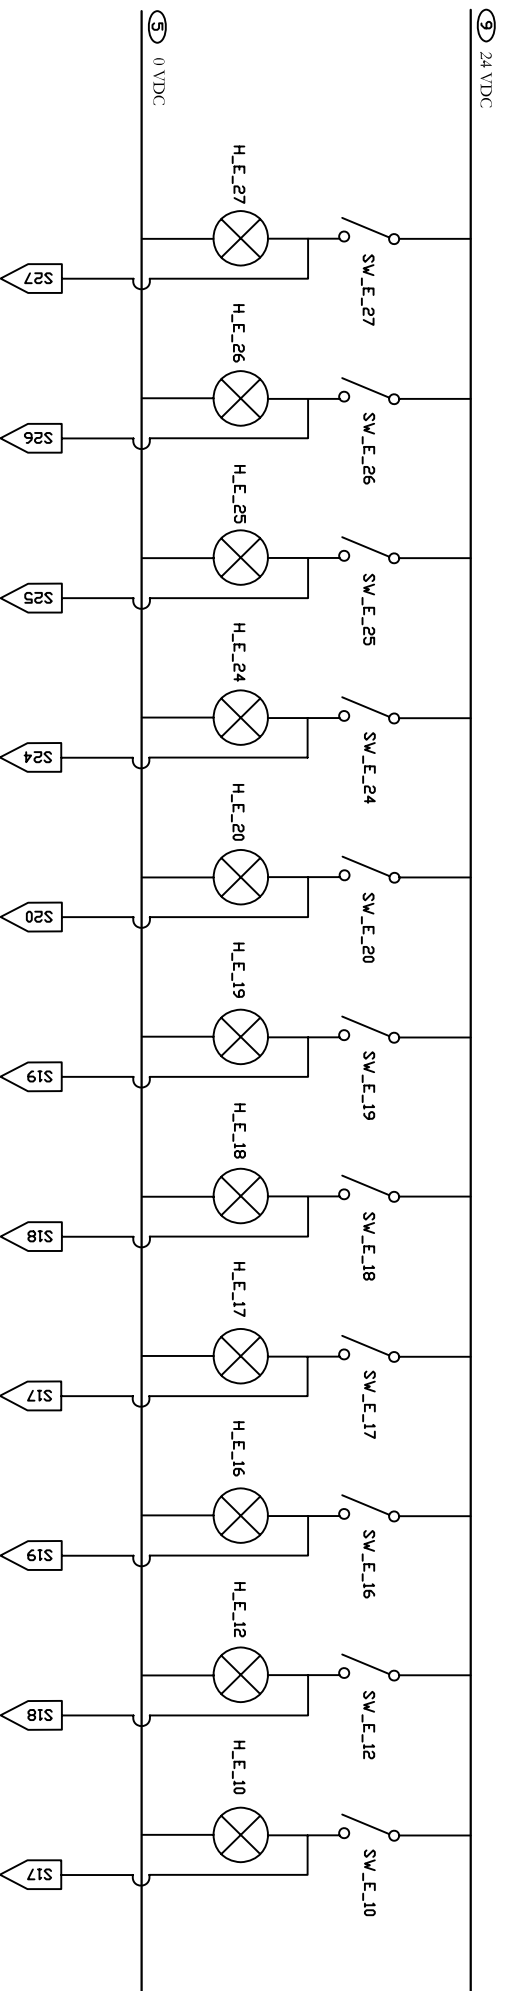 9 24 VDC
5 0 VDC
SW_E_27
H_E_27
S27
SW_E_26
H_E_26
S26
SW_E_25
H_E_25
S25
SW_E_24
H_E_24
S24
SW_E_20
H_E_20
S20
SW_E_19
H_E_19
S19
SW_E_18
H_E_18
S18
SW_E_17
H_E_17
S17
SW_E_16
H_E_16
S19
SW_E_12
H_E_12
S18
SW_E_10
H_E_10
S17